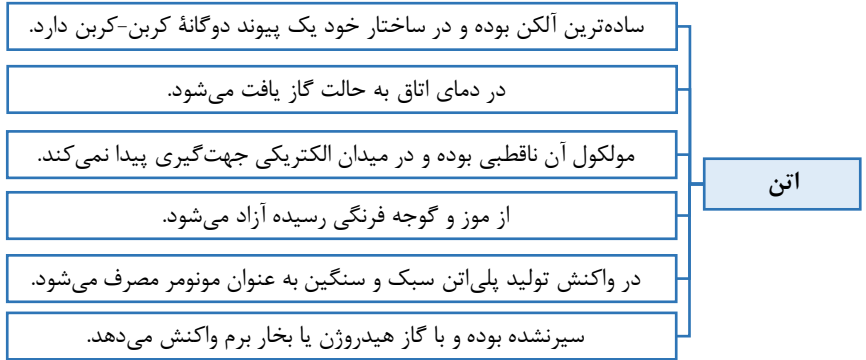 ساده‌ترین آلکن بوده و در ساختار خود یک پیوند دوگانهٔ کربن-کربن دارد.
در دمای اتاق به حالت گاز یافت می‌شود.
مولکول آن ناقطبی بوده و در میدان الکتریکی جهت‌گیری پیدا نمی‌کند.
اتن
از موز و گوجه فرنگی رسیده آزاد می‌شود.
در واکنش تولید پلی‌اتن سبک و سنگین به عنوان مونومر مصرف می‌شود.
سیرنشده بوده و با گاز هیدروژن یا بخار برم واکنش می‌دهد.